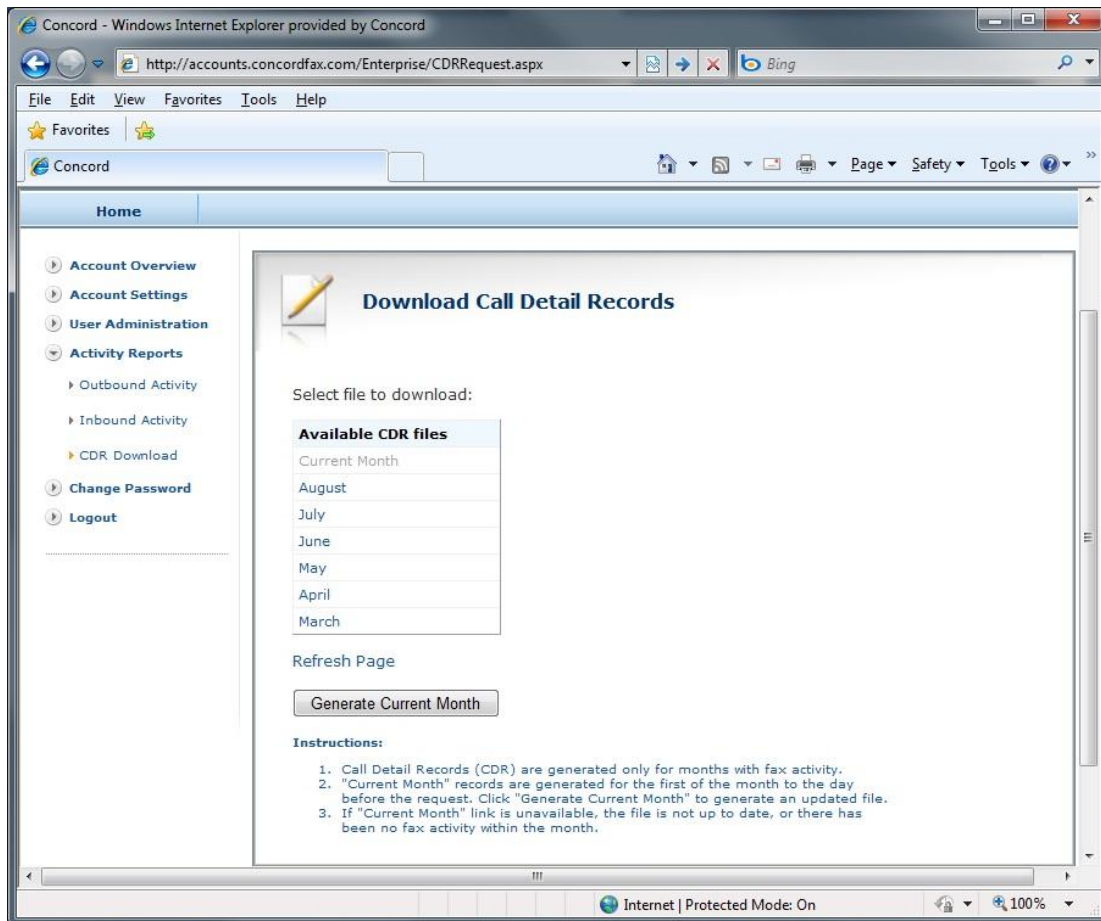 Concord - Windows Internet Explorer provided by Concord
http://accounts.concordfax.com/Enterprise/CDRRequest.aspx
Bing
File Edit View Favorites Tools Help
Favorites
Concord
Page Safety Tools
Home
Account Overview
Account Settings
User Administration
Activity Reports
Outbound Activity
Inbound Activity
CDR Download
Change Password
Logout
Download Call Detail Records
Select file to download:
Available CDR files
Current Month
August
July
June
May
April
March
Refresh Page
Generate Current Month
Instructions:
1. Call Detail Records (CDR) are generated only for months with fax activity.
2. "Current Month" records are generated for the first of the month to the day
before the request. Click "Generate Current Month" to generate an updated file.
3. If "Current Month" link is unavailable, the file is not up to date, or there has
been no fax activity within the month.
Internet | Protected Mode: On
100%